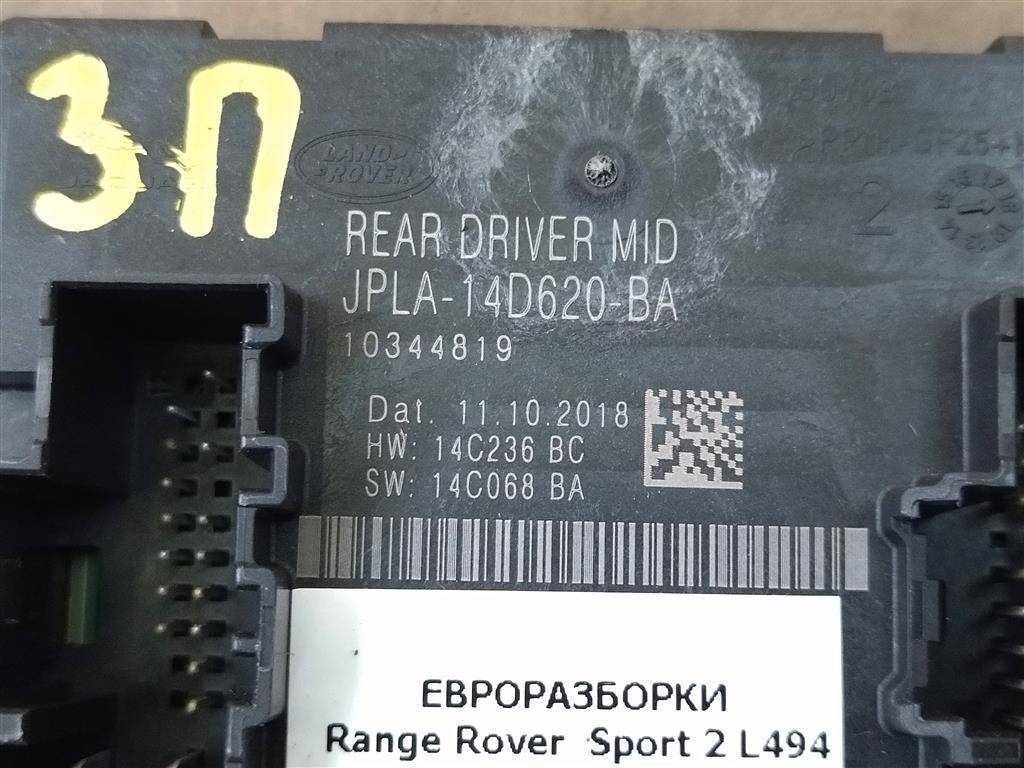 ЗП
LAND
ROVER
REAR DRIVER MID
JPLA-14D620-BA
10344819
Dat. 11.10.2018
HW: 14C236 BC
SW: 14C068 BA
2
ЕВРОРАЗБОРКИ
Range Rover Sport 2 L494